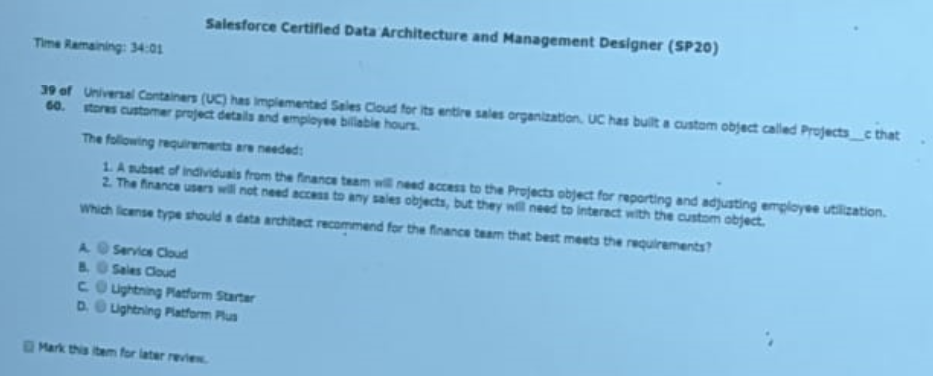 Salesforce Certified Data Architecture and Management Designer (SP20)
Time Remaining: 34:01
39 of 60. Universal Containers (UC) has implemented Sales Cloud for its entire sales organization. UC has built a custom object called Projects__c that
stores customer project details and employee billable hours.
The following requirements are needed:
1. A subset of individuals from the finance team will need access to the Projects object for reporting and adjusting employee utilization.
2. The finance users will not need access to any sales objects, but they will need to interact with the custom object.
Which license type should a data architect recommend for the finance team that best meets the requirements?
A. Service Cloud
B. Sales Cloud
C. Lightning Platform Starter
D. Lightning Platform Plus
Mark this item for later review.